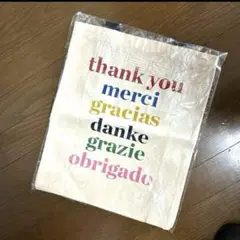 thank you
merci
gracias
danke
grazie
obrigado